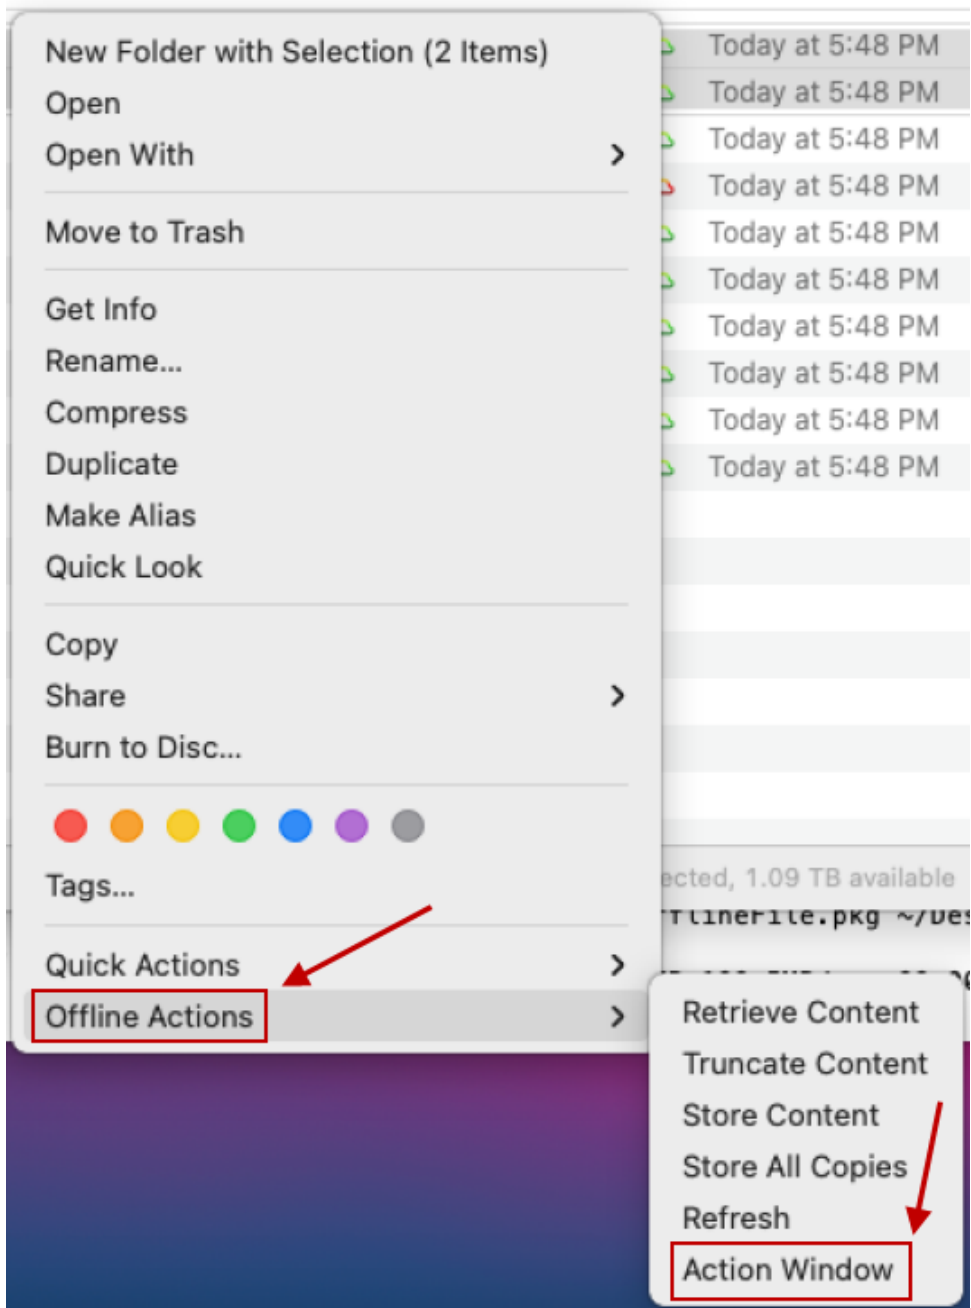 New Folder with Selection (2 Items)
Open
Open With
Move to Trash
Get Info
Rename...
Compress
Duplicate
Make Alias
Quick Look
Copy
Share
Burn to Disc...
Tags...
Quick Actions
Offline Actions
Today at 5:48 PM
Today at 5:48 PM
Today at 5:48 PM
Today at 5:48 PM
Today at 5:48 PM
Today at 5:48 PM
Today at 5:48 PM
Today at 5:48 PM
Today at 5:48 PM
Today at 5:48 PM
ected, 1.09 TB available
fflineFile.pkg ~/Des
Retrieve Content
Truncate Content
Store Content
Store All Copies
Refresh
Action Window